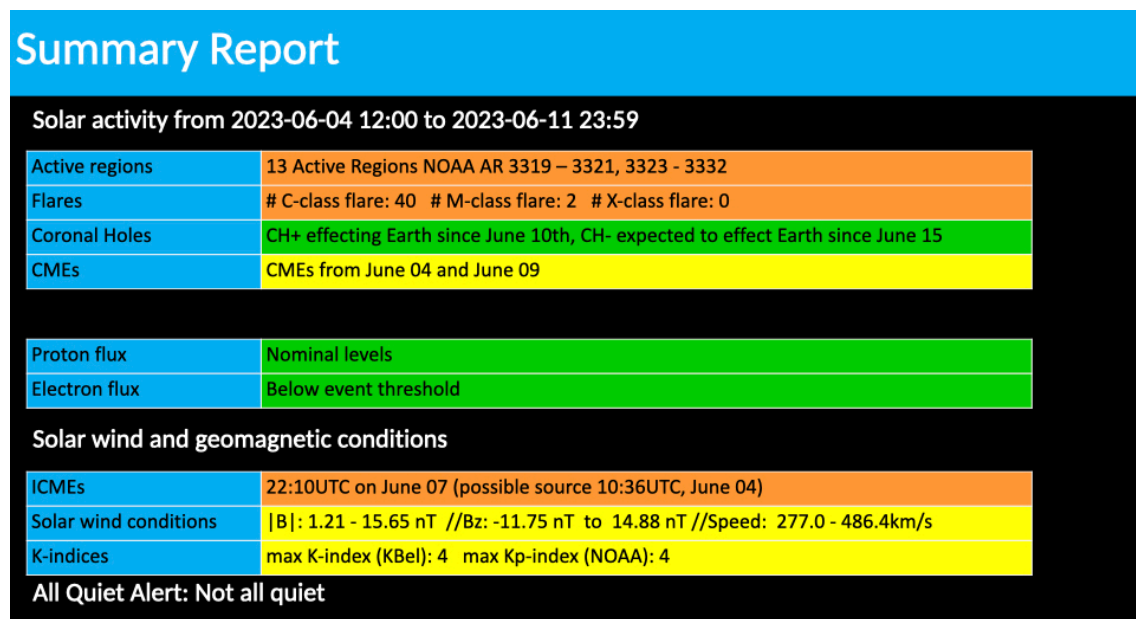 Summary Report
Solar activity from 2023-06-04 12:00 to 2023-06-11 23:59
Active regions 13 Active Regions NOAA AR 3319 – 3321, 3323 - 3332
Flares # C-class flare: 40 # M-class flare: 2 # X-class flare: 0
Coronal Holes CH+ effecting Earth since June 10th, CH- expected to effect Earth since June 15
CMEs CMEs from June 04 and June 09
Proton flux Nominal levels
Electron flux Below event threshold
Solar wind and geomagnetic conditions
ICMEs 22:10UTC on June 07 (possible source 10:36UTC, June 04)
Solar wind conditions |B|: 1.21 - 15.65 nT //Bz: -11.75 nT to 14.88 nT //Speed: 277.0 - 486.4km/s
K-indices max K-index (KBel): 4 max Kp-index (NOAA): 4
All Quiet Alert: Not all quiet